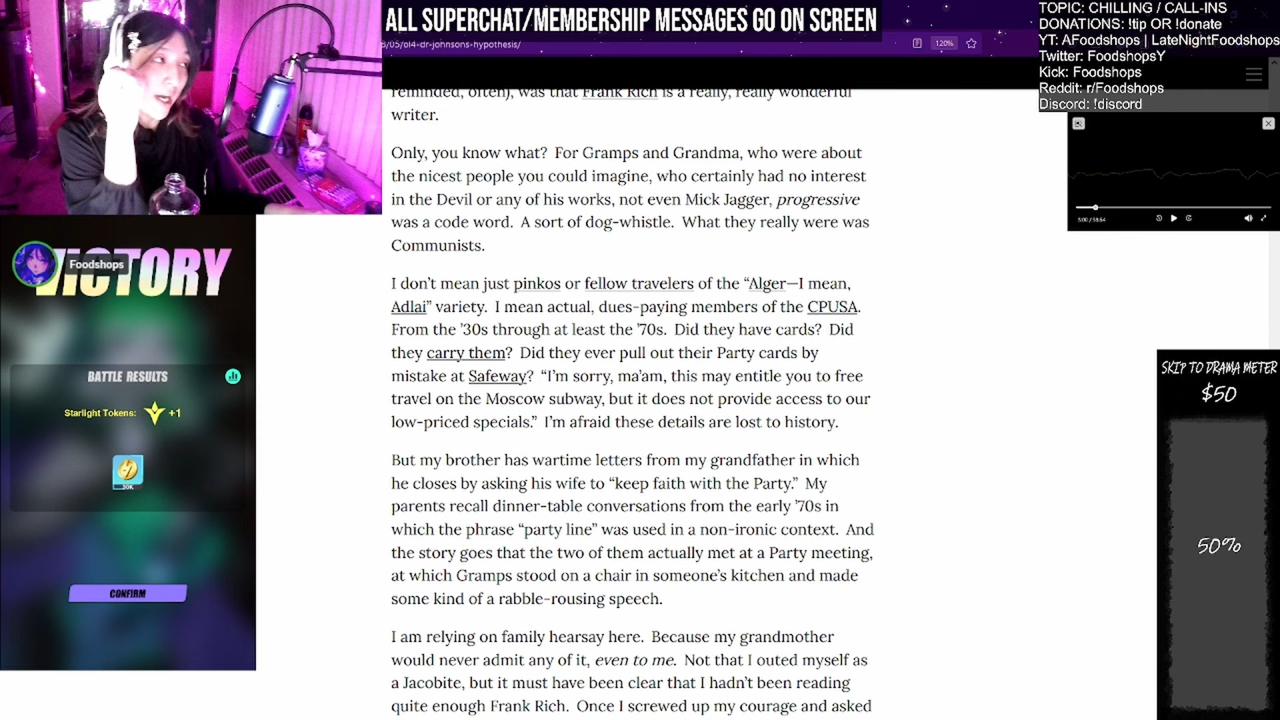 ALL SUPERCHAT/MEMBERSHIP MESSAGES GO ON SCREEN
/05/ol4-dr-johnsons-hypothesis/
120%
TOPIC: CHILLING / CALL-INS
DONATIONS: !tip OR !donate
YT: AFoodshops | LateNightFoodshops
Twitter: FoodshopsY
Kick: Foodshops
Reddit: r/Foodshops
Discord: !discord
reminded, often), was that Frank Rich is a really, really wonderful
writer.
Only, you know what? For Gramps and Grandma, who were about
the nicest people you could imagine, who certainly had no interest
in the Devil or any of his works, not even Mick Jagger, progressive
was a code word. A sort of dog-whistle. What they really were was
Communists.
I don’t mean just pinkos or fellow travelers of the “Alger—I mean,
Adlai” variety. I mean actual, dues-paying members of the CPUSA.
From the ’30s through at least the ’70s. Did they have cards? Did
they carry them? Did they ever pull out their Party cards by
mistake at Safeway? “I’m sorry, ma’am, this may entitle you to free
travel on the Moscow subway, but it does not provide access to our
low-priced specials.” I’m afraid these details are lost to history.
But my brother has wartime letters from my grandfather in which
he closes by asking his wife to “keep faith with the Party.” My
parents recall dinner-table conversations from the early ’70s in
which the phrase “party line” was used in a non-ironic context. And
the story goes that the two of them actually met at a Party meeting,
at which Gramps stood on a chair in someone’s kitchen and made
some kind of a rabble-rousing speech.
I am relying on family hearsay here. Because my grandmother
would never admit any of it, even to me. Not that I outed myself as
a Jacobite, but it must have been clear that I hadn’t been reading
quite enough Frank Rich. Once I screwed up my courage and asked
VICTORY
Foodshops
BATTLE RESULTS
Starlight Tokens: +1
30K
CONFIRM
SKIP TO DRAMA METER
$50
50%